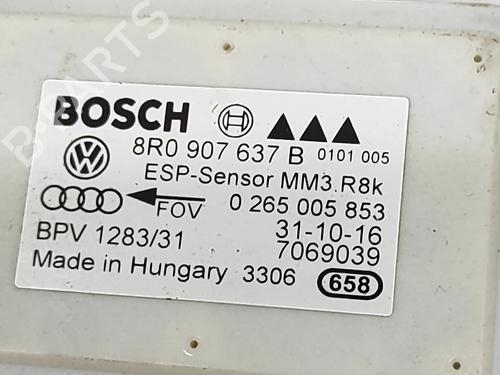 B-PARTS
BOSCH
8R0 907 637 B 0101 005
ESP-Sensor MM3.R8k
FOV 0 265 005 853
BPV 1283/31 31-10-16
7069039
Made in Hungary 3306 658